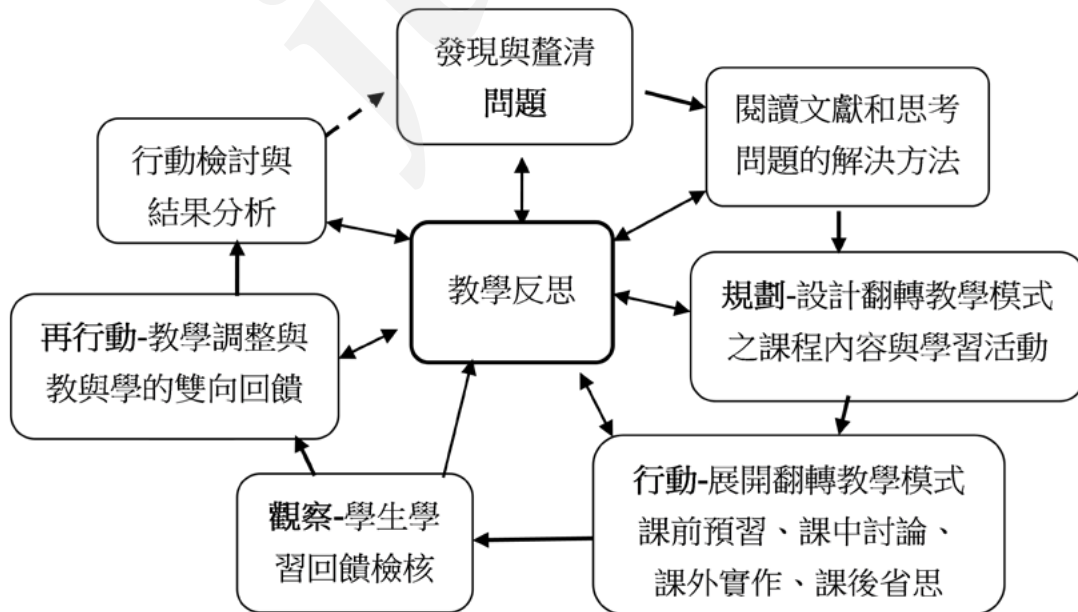 發現與釐清
問題
閱讀文獻和思考
問題的解決方法
行動檢討與
結果分析
教學反思
規劃-設計翻轉教學模式
之課程內容與學習活動
再行動-教學調整與
教與學的雙向回饋
行動-展開翻轉教學模式
課前預習、課中討論、
課外實作、課後省思
觀察-學生學
習回饋檢核